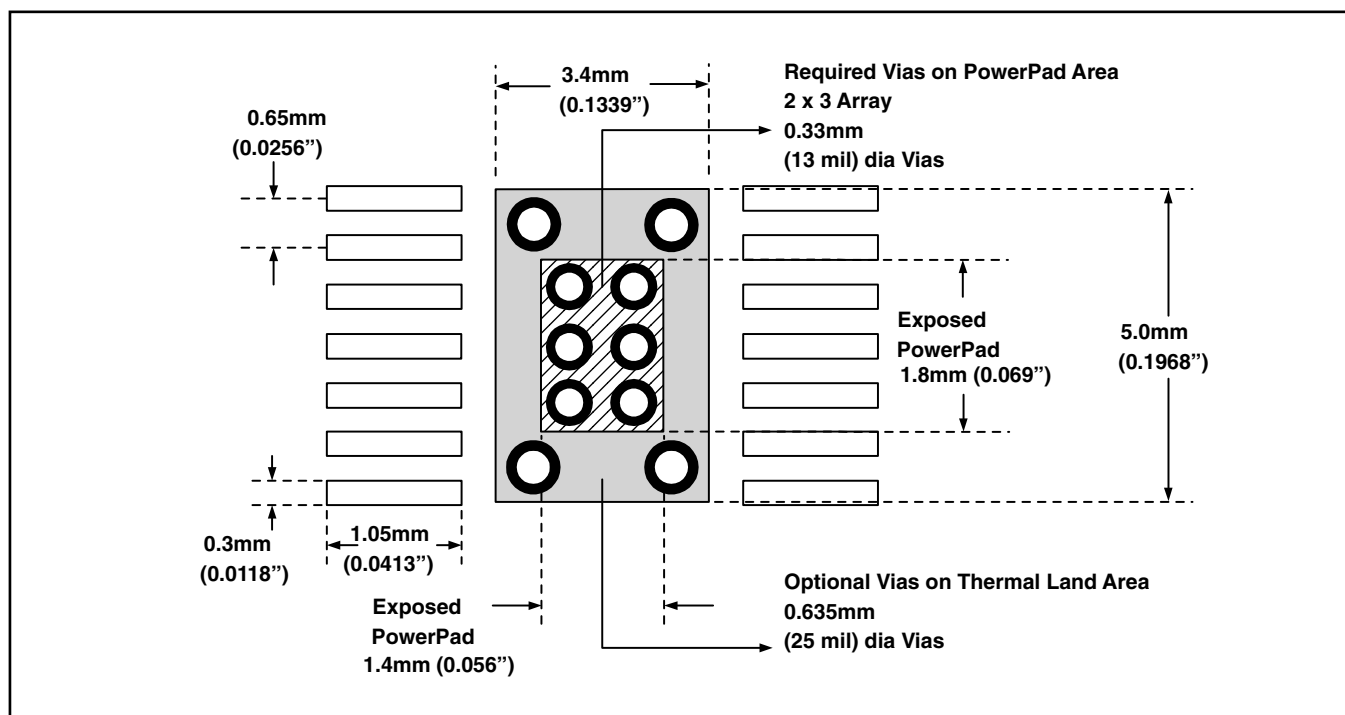 3.4mm
(0.1339”)
Required Vias on PowerPad Area
2 x 3 Array
0.33mm
(13 mil) dia Vias
0.65mm
(0.0256”)
Exposed
PowerPad
1.8mm (0.069”)
5.0mm
(0.1968”)
0.3mm
(0.0118”)
1.05mm
(0.0413”)
Exposed
PowerPad
1.4mm (0.056”)
Optional Vias on Thermal Land Area
0.635mm
(25 mil) dia Vias